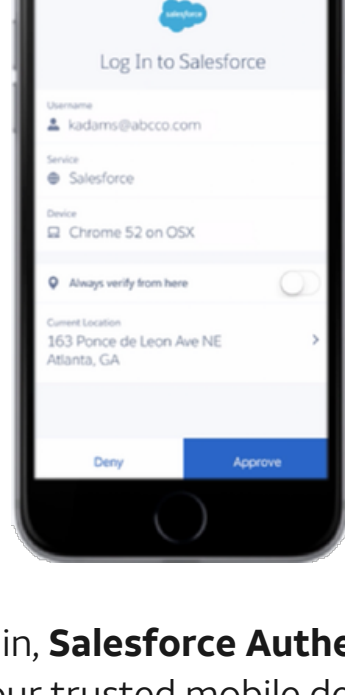 salesforce
Log In to Salesforce
Username
kadams@abcco.com
Service
Salesforce
Device
Chrome 52 on OSX
Always verify from here
Current Location
163 Ponce de Leon Ave NE
Atlanta, GA
Deny Approve
in, Salesforce Authe
our trusted mobile de